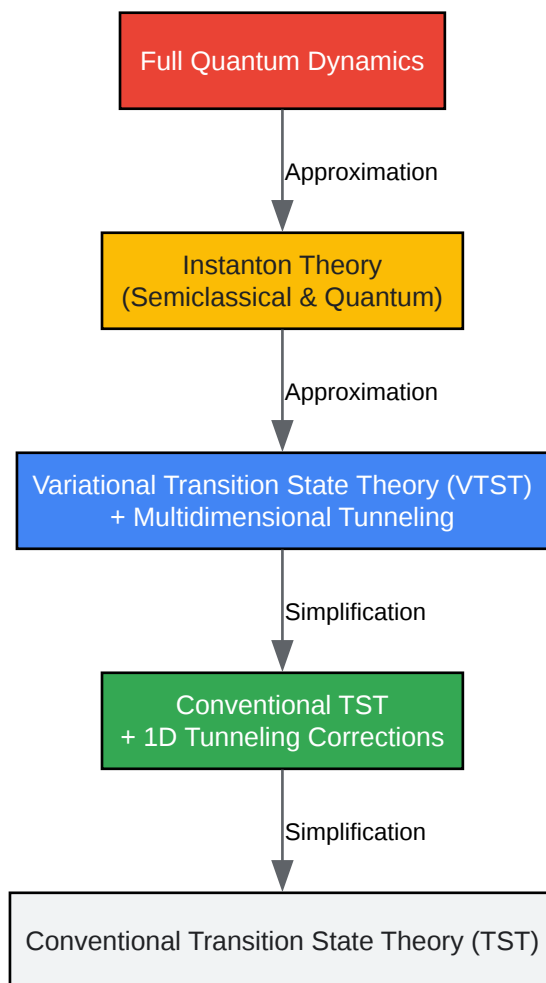 Full Quantum Dynamics
Approximation
Instanton Theory
(Semiclassical & Quantum)
Approximation
Variational Transition State Theory (VTST)
+ Multidimensional Tunneling
Simplification
Conventional TST
+ 1D Tunneling Corrections
Simplification
Conventional Transition State Theory (TST)